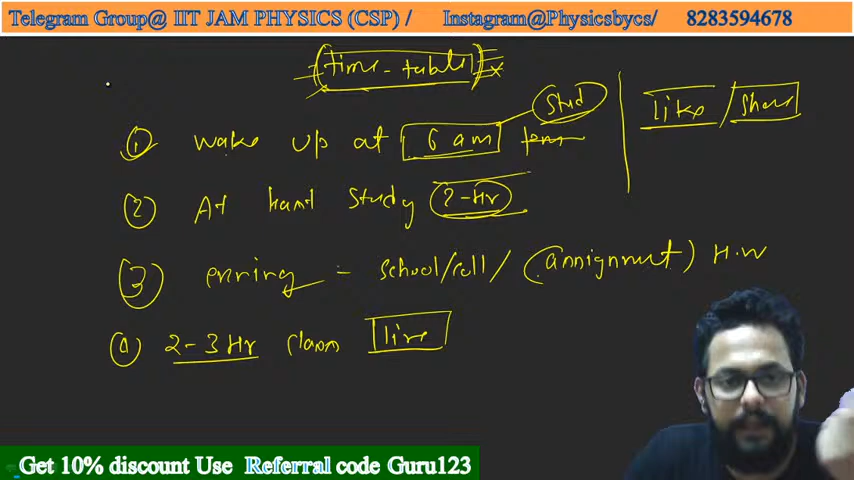 Telegram Group@ IIT JAM PHYSICS (CSP) / Instagram@Physicsbycs/ 8283594678
(time-table)
① wake up at 6 am
Stud
like / Share
② At hand study 2-Hr
③ school/coll/ (assignment) H.W
④ 2-3 Hr class live
Get 10% discount Use Referral code Guru123